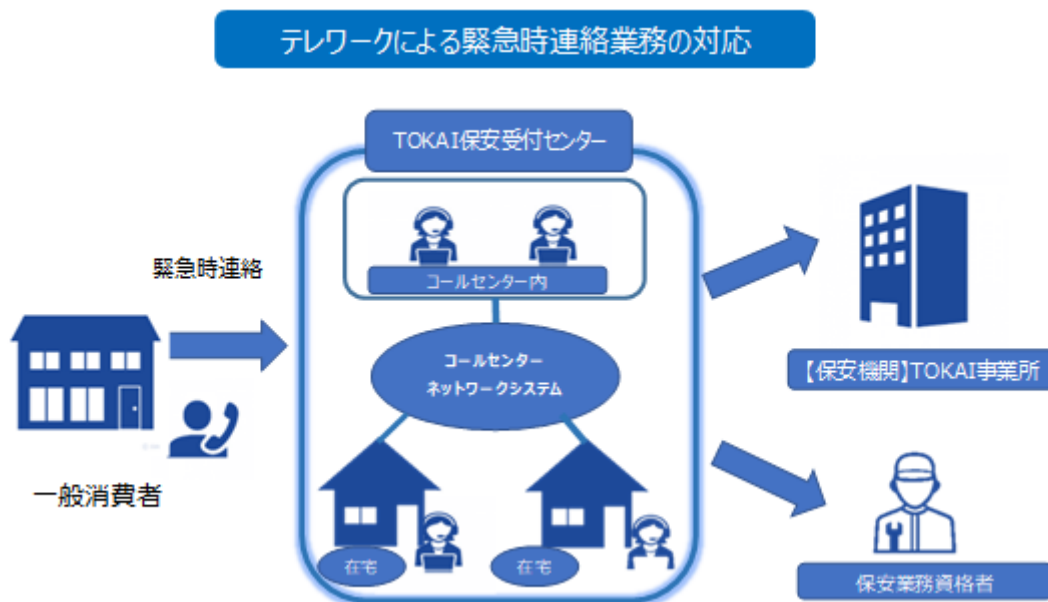 テレワークによる緊急時連絡業務の対応
TOKAI保安受付センター
コールセンター内
緊急時連絡
コールセンター
ネットワークシステム
【保安機関】TOKAI事業所
一般消費者
在宅
在宅
保安業務資格者